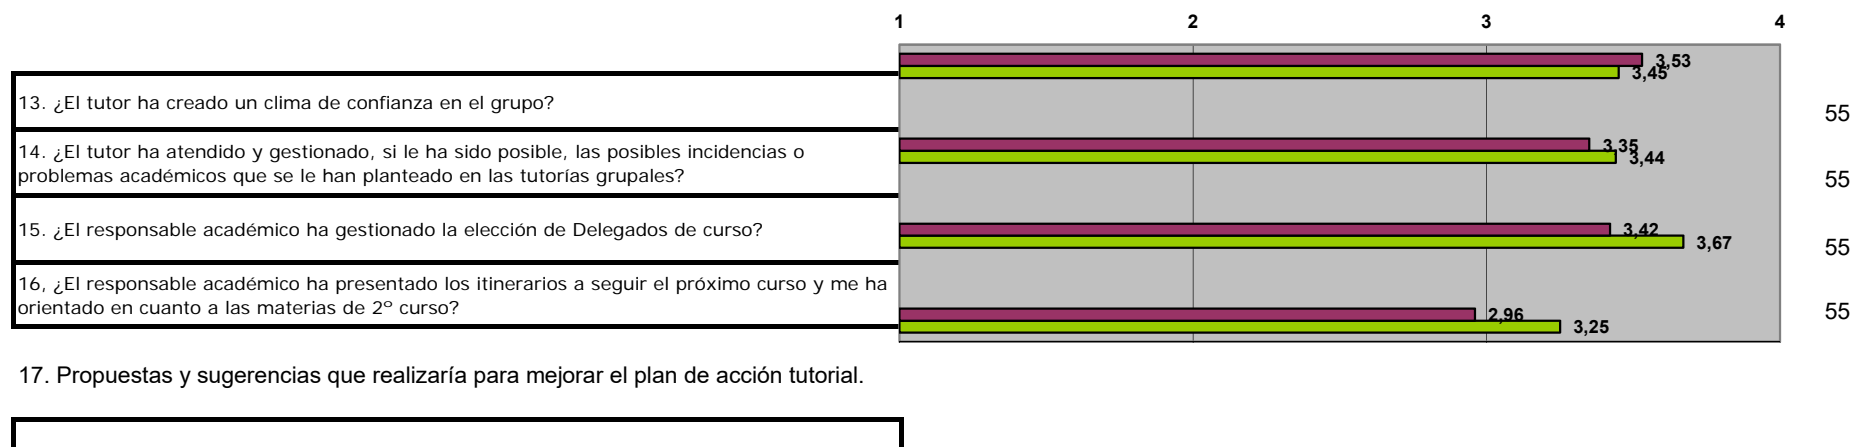 1 2 3 4
3,53
3,45
13. ¿El tutor ha creado un clima de confianza en el grupo?
55
14. ¿El tutor ha atendido y gestionado, si le ha sido posible, las posibles incidencias o
problemas académicos que se le han planteado en las tutorías grupales?
3,35
3,44
55
15. ¿El responsable académico ha gestionado la elección de Delegados de curso?
3,42
3,67
55
16, ¿El responsable académico ha presentado los itinerarios a seguir el próximo curso y me ha
orientado en cuanto a las materias de 2º curso?
2,96
3,25
55
17. Propuestas y sugerencias que realizaría para mejorar el plan de acción tutorial.